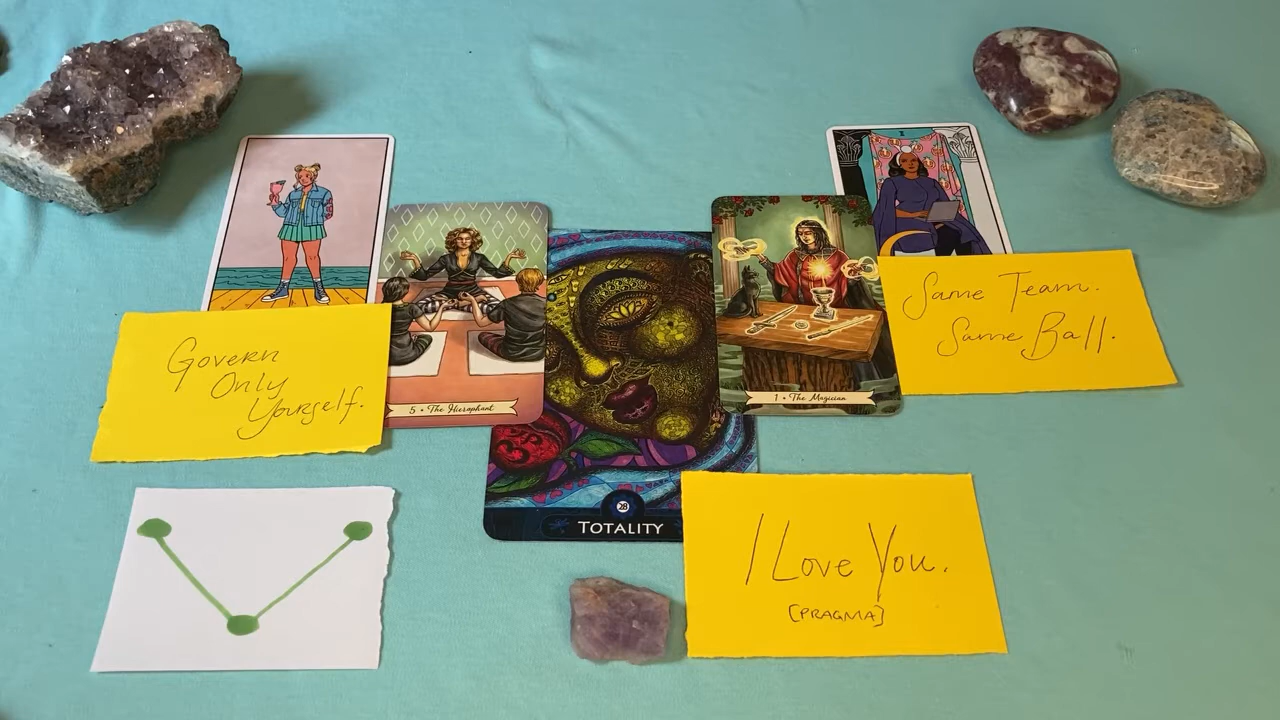 I
Govern
Only
Yourself.
5 • The Hierophant
1 • The Magician
Same Team.
Same Ball.
28
TOTALITY
I Love You.
[PRAGMA]